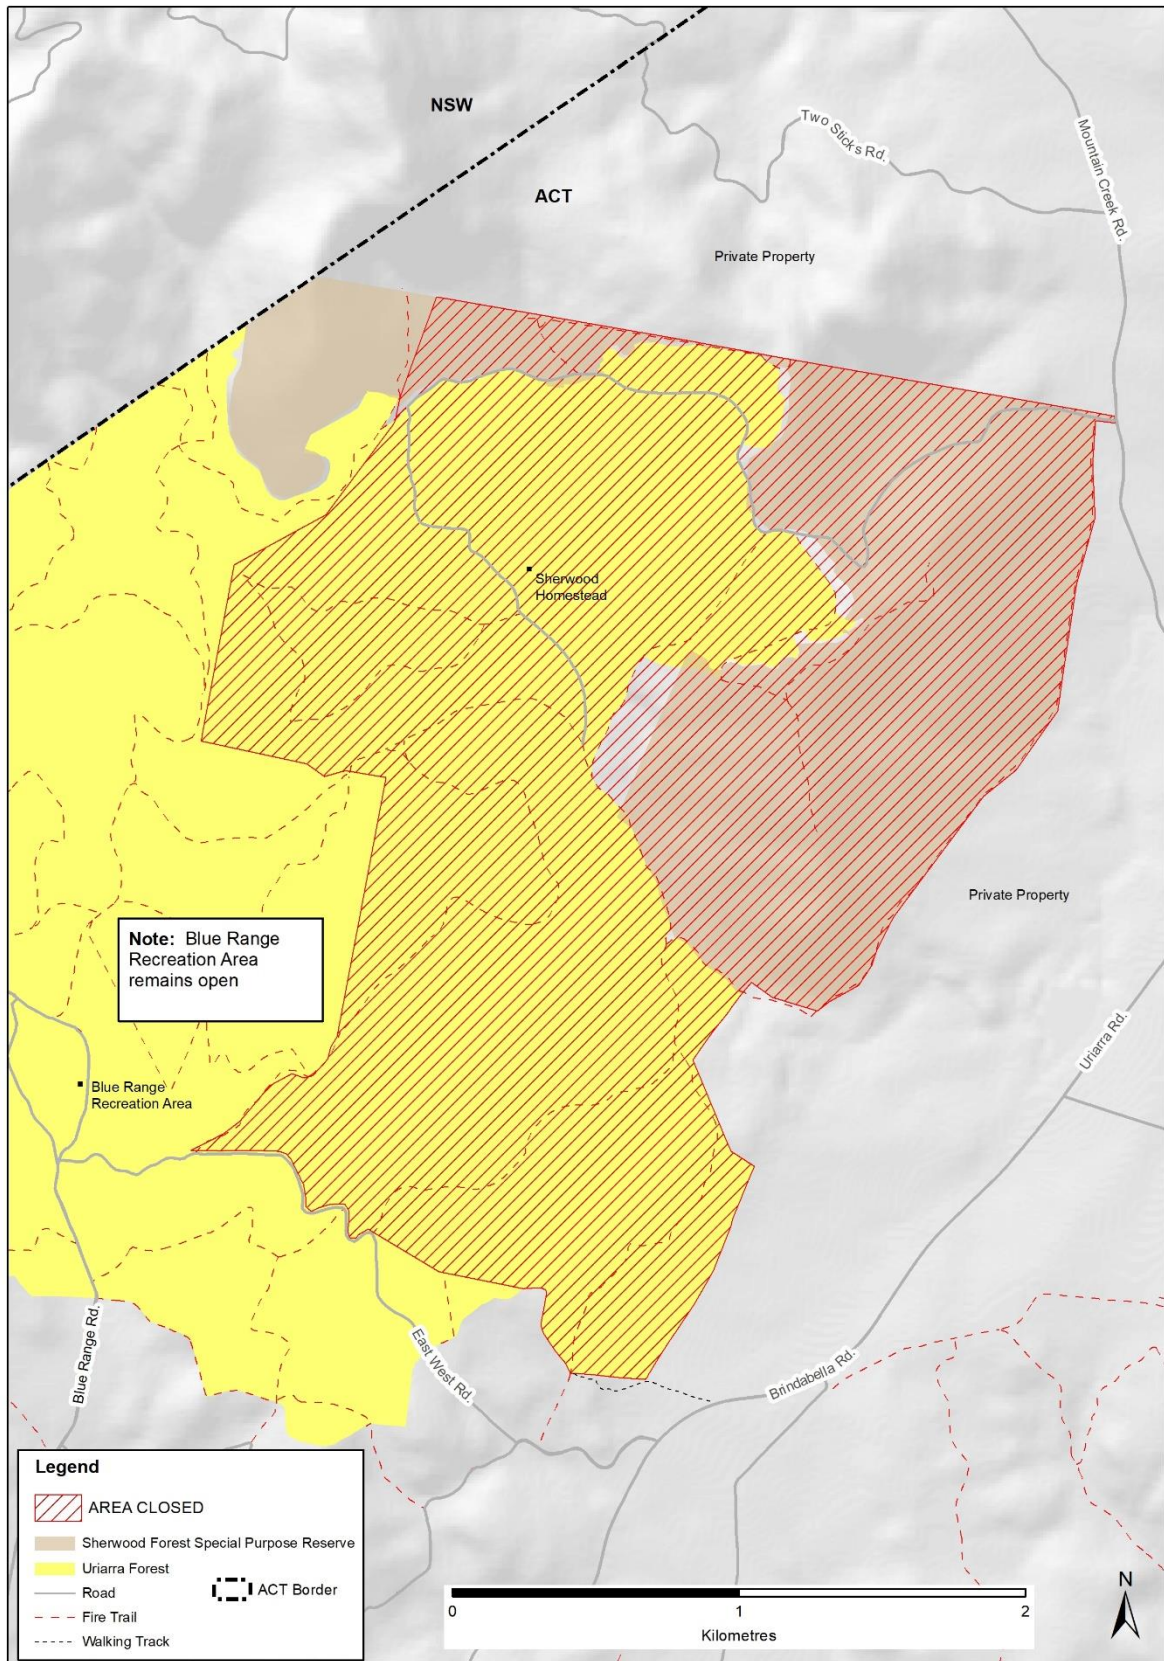 NSW
Two Sticks Rd.
Mountain Creek Rd.
ACT
Private Property
Sherwood
Homestead
Private Property
Note: Blue Range
Recreation Area
remains open
Uriarra Rd.
Blue Range
Recreation Area
Blue Range Rd.
East West Rd.
Brindabella Rd.
Legend
AREA CLOSED
Sherwood Forest Special Purpose Reserve
Uriarra Forest
Road
ACT Border
Fire Trail
Walking Track
0 1 2
Kilometres
N